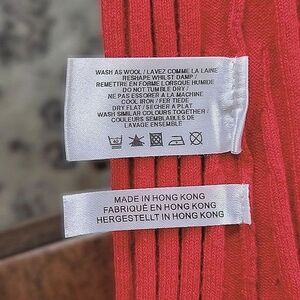 WASH AS WOOL / LAVEZ COMME LA LAINE
RESHAPE WHILST DAMP /
REMETTRE EN FORME LORSQUE HUMIDE
DO NOT TUMBLE DRY /
NE PAS ESSORER A LA MACHINE
COOL IRON / FER TIEDE
DRY FLAT / SÉCHER A PLAT
WASH SIMILAR COLOURS TOGETHER /
COULEURS SEMBLABLES DE
LAVAGE ENSEMBLE
MADE IN HONG KONG
FABRIQUÉ EN HONG KONG
HERGESTELLT IN HONG KONG